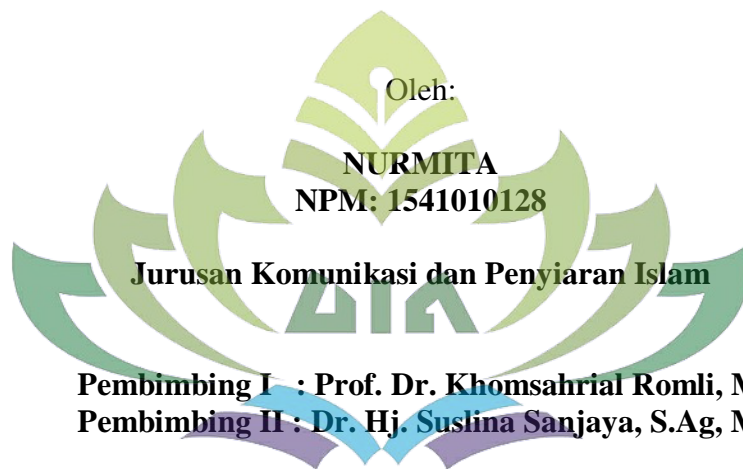 Oleh:
NURMITA
NPM: 1541010128
Jurusan Komunikasi dan Penyiaran Islam
Pembimbing I : Prof. Dr. Khomsahrial Romli, M
Pembimbing II : Dr. Hj. Suslina Sanjaya, S.Ag, M